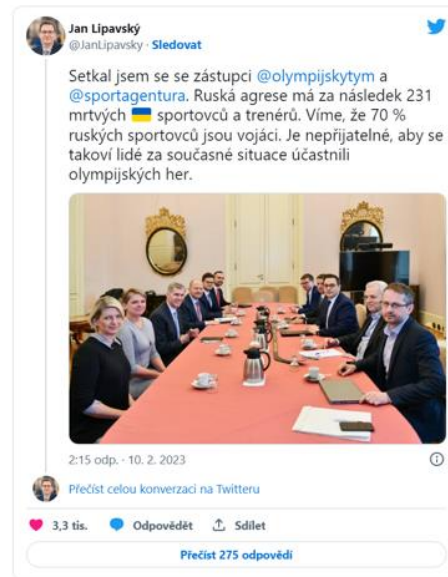 Jan Lipavský
@JanLipavsky · Sledovat
Setkal jsem se se zástupci @olympijskytym a
@sportagentura. Ruská agrese má za následek 231
mrtvých 🇺🇦 sportovců a trenérů. Víme, že 70 %
ruských sportovců jsou vojáci. Je nepřijatelné, aby se
takoví lidé za současné situace účastnili
olympijských her.
2:15 odp. · 10. 2. 2023
Přečíst celou konverzaci na Twitteru
3,3 tis. Odpovědět Sdílet
Přečíst 275 odpovědí